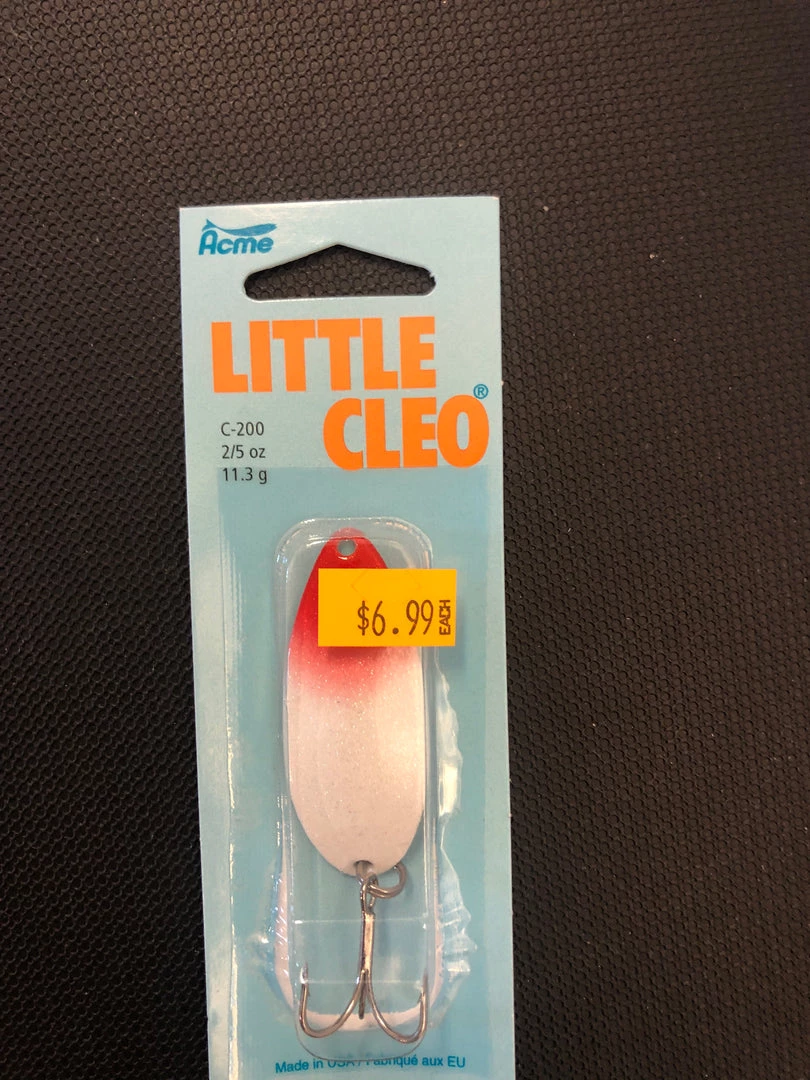 Acme
LITTLE
CLEO®
C-200
2/5 oz
11.3 g
$6.99 EACH
Made in USA / Fabriqué aux EU